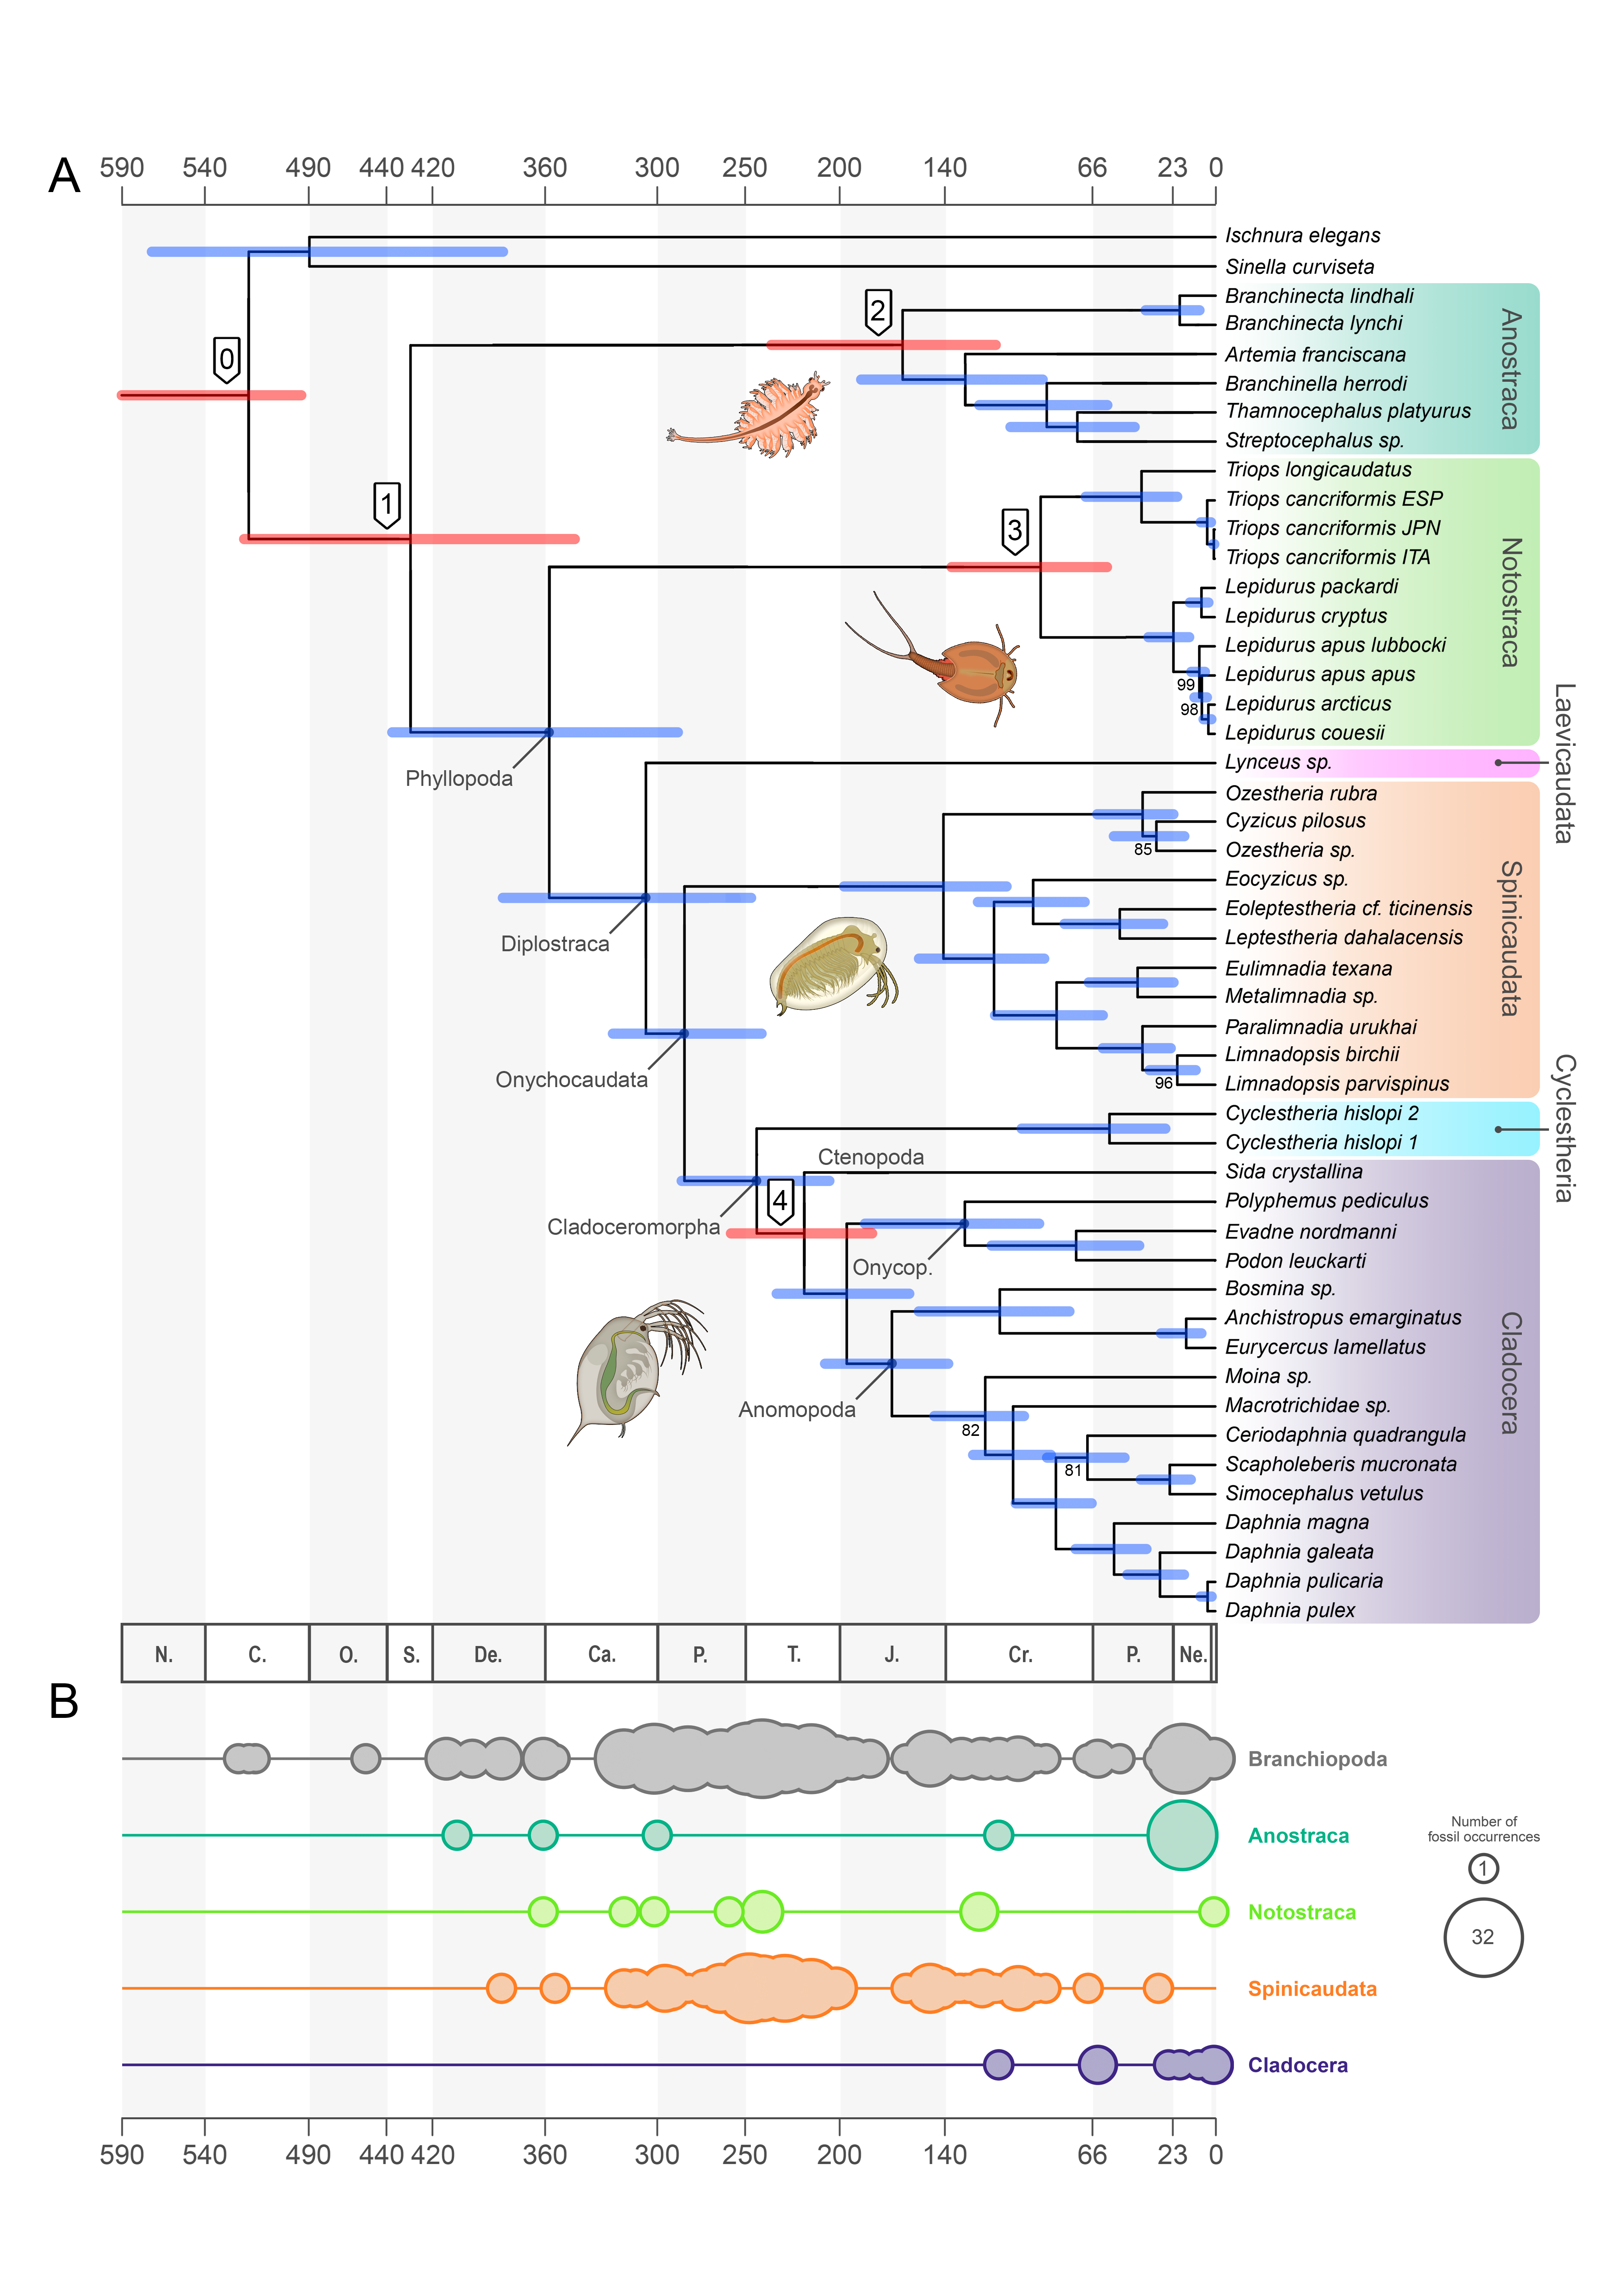 A
590 540 490 440 420 360 300 250 200 140 66 23 0
Ischnura elegans
Sinella curviseta
Branchinecta lindhali
Branchinecta lynchi
Artemia franciscana
Branchinella herrodi
Thamnocephalus platyurus
Streptocephalus sp.
Anostraca
Triops longicaudatus
Triops cancriformis ESP
Triops cancriformis JPN
Triops cancriformis ITA
Lepidurus packardi
Lepidurus cryptus
Lepidurus apus lubbocki
Lepidurus apus apus
Lepidurus arcticus
Lepidurus couesii
Notostraca
Lynceus sp.
Laevicaudata
Ozestheria rubra
Cyzicus pilosus
Ozestheria sp.
Eocyzicus sp.
Eoleptestheria cf. ticinensis
Leptestheria dahalacensis
Eulimnadia texana
Metalimnadia sp.
Paralimnadia urukhai
Limnadopsis birchii
Limnadopsis parvispinus
Spinicaudata
Cyclestheria hislopi 2
Cyclestheria hislopi 1
Cyclestheria
Sida crystallina
Polyphemus pediculus
Evadne nordmanni
Podon leuckarti
Bosmina sp.
Anchistropus emarginatus
Eurycercus lamellatus
Moina sp.
Macrotrichidae sp.
Ceriodaphnia quadrangula
Scapholeberis mucronata
Simocephalus vetulus
Daphnia magna
Daphnia galeata
Daphnia pulicaria
Daphnia pulex
Cladocera
0
1
2
3
4
99
98
85
96
82
81
Phyllopoda
Diplostraca
Onychocaudata
Ctenopoda
Cladoceromorpha
Onycop.
Anomopoda
N. C. O. S. De. Ca. P. T. J. Cr. P. Ne.
B
Branchiopoda
Anostraca
Notostraca
Spinicaudata
Cladocera
Number of
fossil occurrences
1
32
590 540 490 440 420 360 300 250 200 140 66 23 0